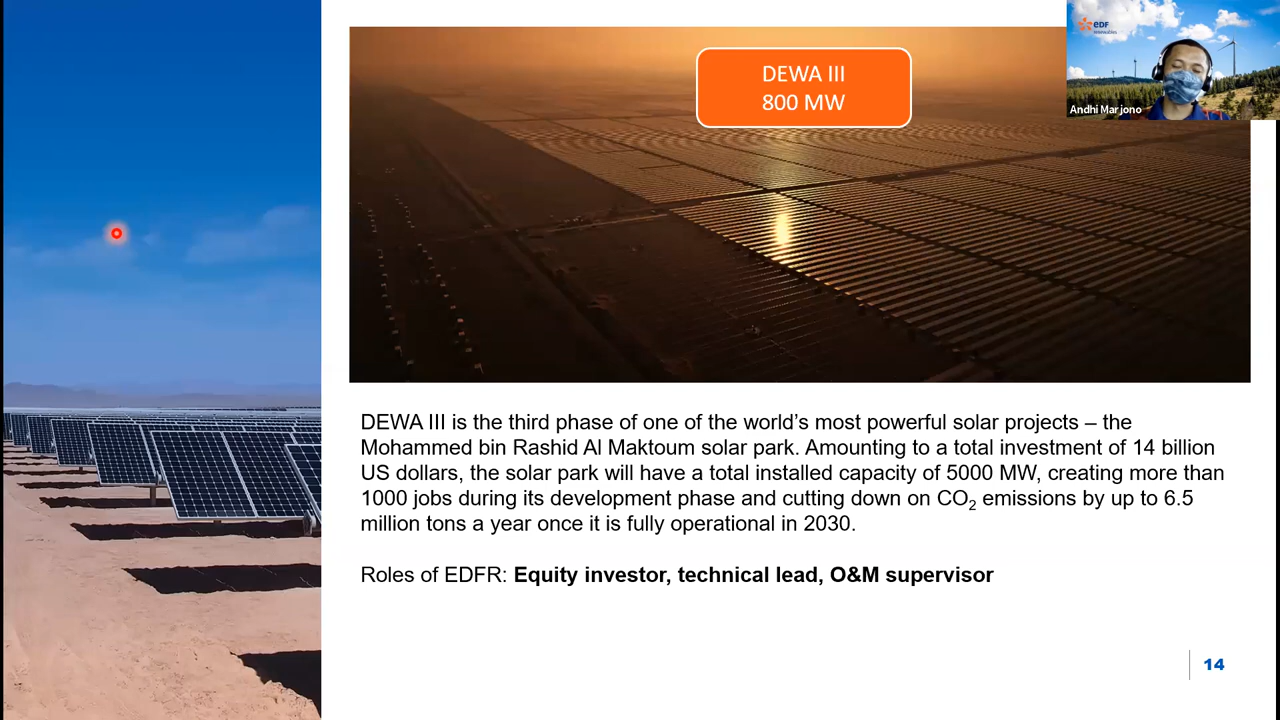 DEWA III
800 MW
eDF
renewables
Andhi Marjono
DEWA III is the third phase of one of the world’s most powerful solar projects – the
Mohammed bin Rashid Al Maktoum solar park. Amounting to a total investment of 14 billion
US dollars, the solar park will have a total installed capacity of 5000 MW, creating more than
1000 jobs during its development phase and cutting down on CO₂ emissions by up to 6.5
million tons a year once it is fully operational in 2030.
Roles of EDFR: Equity investor, technical lead, O&M supervisor
14